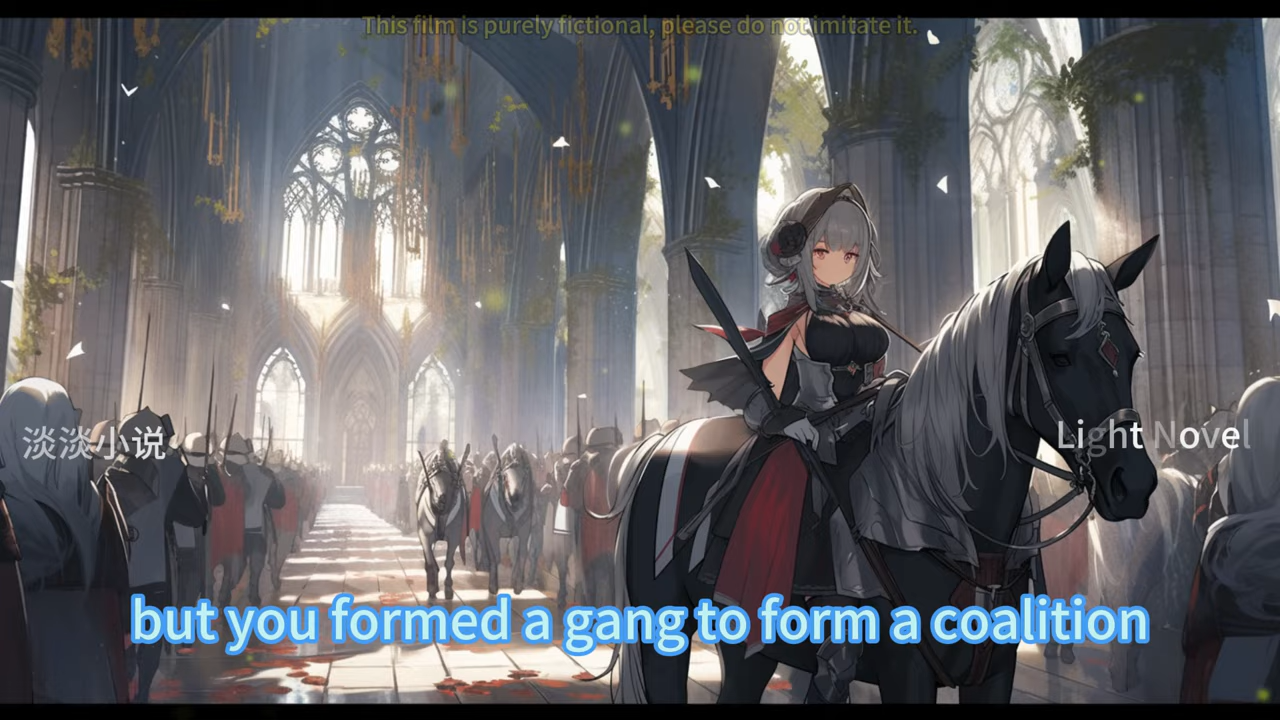 This film is purely fictional, please do not imitate it.
淡淡小说
Light Novel
but you formed a gang to form a coalition